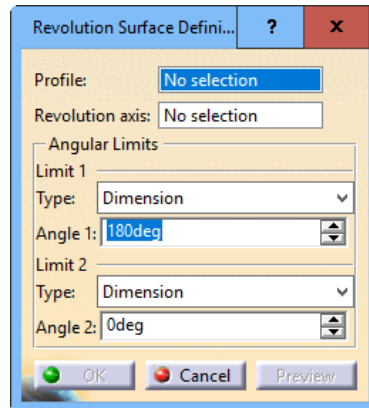 Revolution Surface Defini... ? x
Profile: No selection
Revolution axis: No selection
Angular Limits
Limit 1
Type: Dimension
Angle 1: 180deg
Limit 2
Type: Dimension
Angle 2: 0deg
OK Cancel Preview